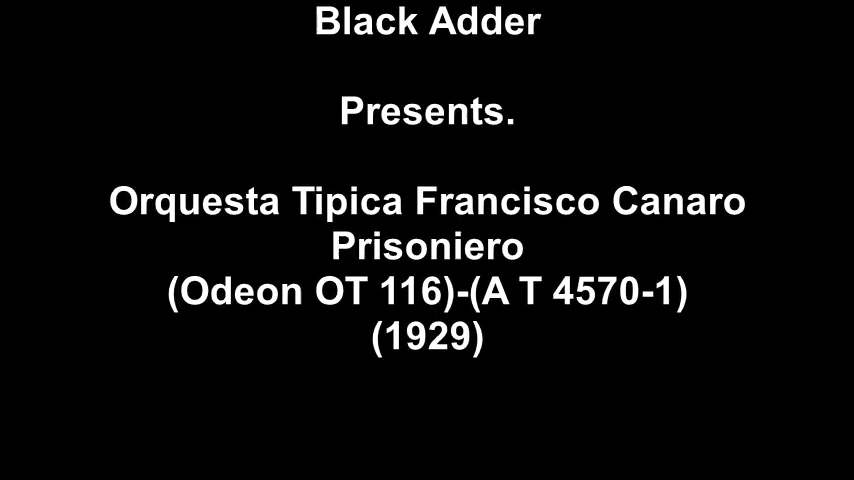 Black Adder
Presents.
Orquesta Tipica Francisco Canaro
Prisoniero
(Odeon OT 116)-(A T 4570-1)
(1929)